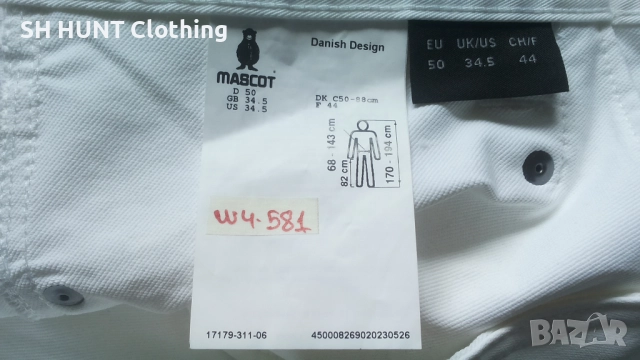 SH HUNT Clothing
Danish Design
MASCOT
D 50
GB 34.5
US 34.5
DK C50-88cm
F 44
68 - 143 cm
82 cm
170 - 194 cm
W4-581
17179-311-06
450008269020230526
EU UK/US CH/F
50 34.5 44
BAZAR